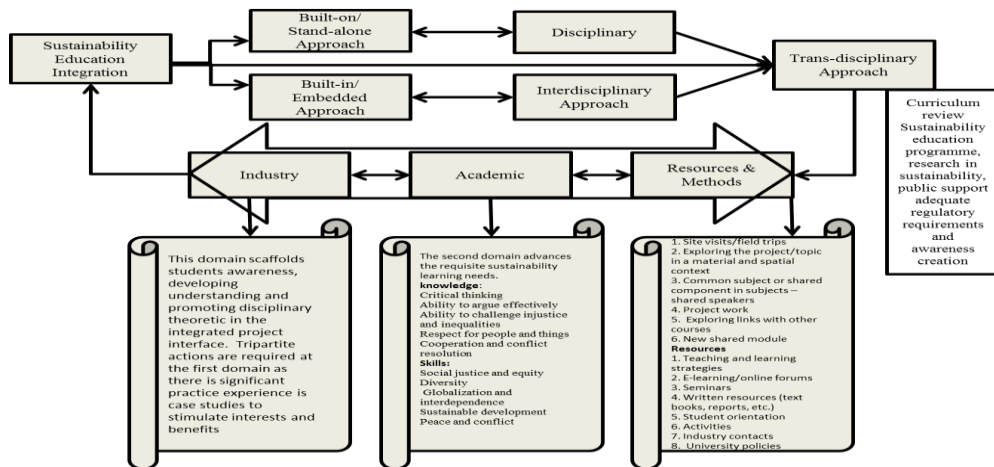 Sustainability
Education
Integration
Built-on/
Stand-alone
Approach
Disciplinary
Built-in/
Embedded
Approach
Interdisciplinary
Approach
Trans-disciplinary
Approach
Curriculum
review
Sustainability
education
programme,
research in
sustainability,
public support
adequate
regulatory
requirements
and
awareness
creation
Industry
Academic
Resources &
Methods
This domain scaffolds
students awareness,
developing
understanding and
promoting disciplinary
theoretic in the
integrated project
interface. Tripartite
actions are required at
the first domain as
there is significant
practice experience is
case studies to
stimulate interests and
benefits
The second domain advances
the requisite sustainability
learning needs.
knowledge:
Critical thinking
Ability to argue effectively
Ability to challenge injustice
and inequalities
Respect for people and things
Cooperation and conflict
resolution
Skills:
Social justice and equity
Diversity
Globalization and
interdependence
Sustainable development
Peace and conflict
1. Site visits/field trips
2. Exploring the project/topic
in a material and spatial
context
3. Common subject or shared
component in subjects –
shared speakers
4. Project work
5. Exploring links with other
courses
6. New shared module
Resources
1. Teaching and learning
strategies
2. E-learning/online forums
3. Seminars
4. Written resources (text
books, reports, etc.)
5. Student orientation
6. Activities
7. Industry contacts
8. University policies